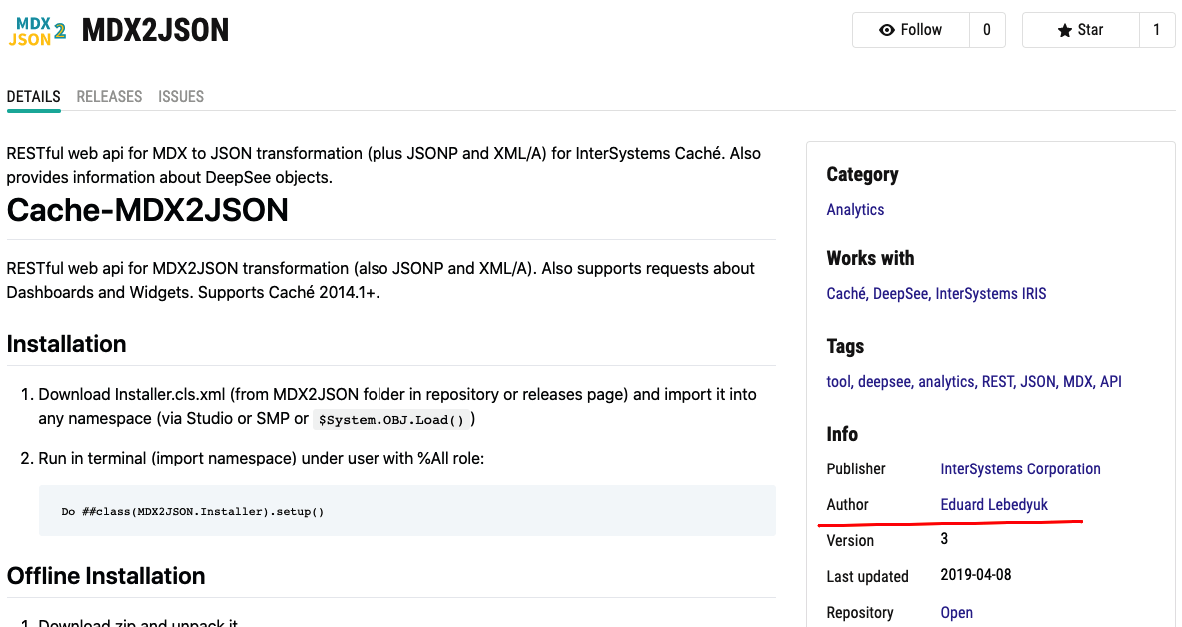 MDX
JSON 2
MDX2JSON
Follow 0
Star 1
DETAILS RELEASES ISSUES
RESTful web api for MDX to JSON transformation (plus JSONP and XML/A) for InterSystems Caché. Also
provides information about DeepSee objects.
Cache-MDX2JSON
RESTful web api for MDX2JSON transformation (also JSONP and XML/A). Also supports requests about
Dashboards and Widgets. Supports Caché 2014.1+.
Installation
1. Download Installer.cls.xml (from MDX2JSON folder in repository or releases page) and import it into
any namespace (via Studio or SMP or $System.OBJ.Load() )
2. Run in terminal (import namespace) under user with %All role:
Do ##class(MDX2JSON.Installer).setup()
Offline Installation
1. Download zip and unpack it
Category
Analytics
Works with
Caché, DeepSee, InterSystems IRIS
Tags
tool, deepsee, analytics, REST, JSON, MDX, API
Info
Publisher InterSystems Corporation
Author Eduard Lebedyuk
Version 3
Last updated 2019-04-08
Repository Open